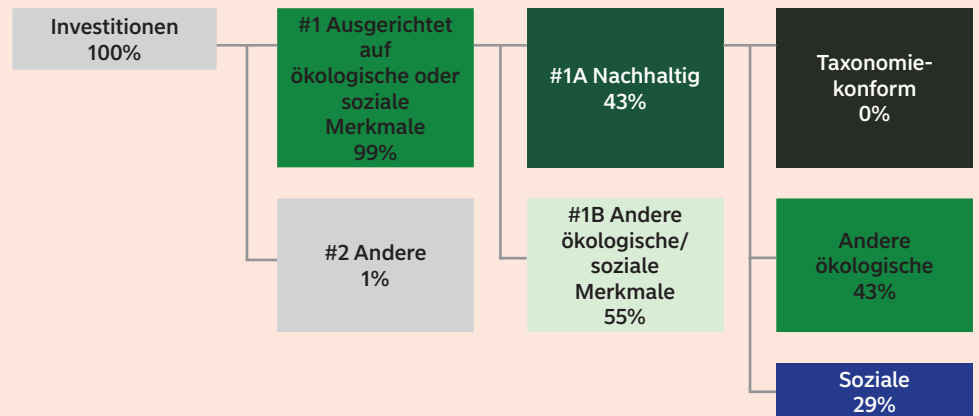 Investitionen
100%
#1 Ausgerichtet
auf
ökologische oder
soziale
Merkmale
99%
#2 Andere
1%
#1A Nachhaltig
43%
#1B Andere
ökologische/
soziale
Merkmale
55%
Taxonomie-
konform
0%
Andere
ökologische
43%
Soziale
29%